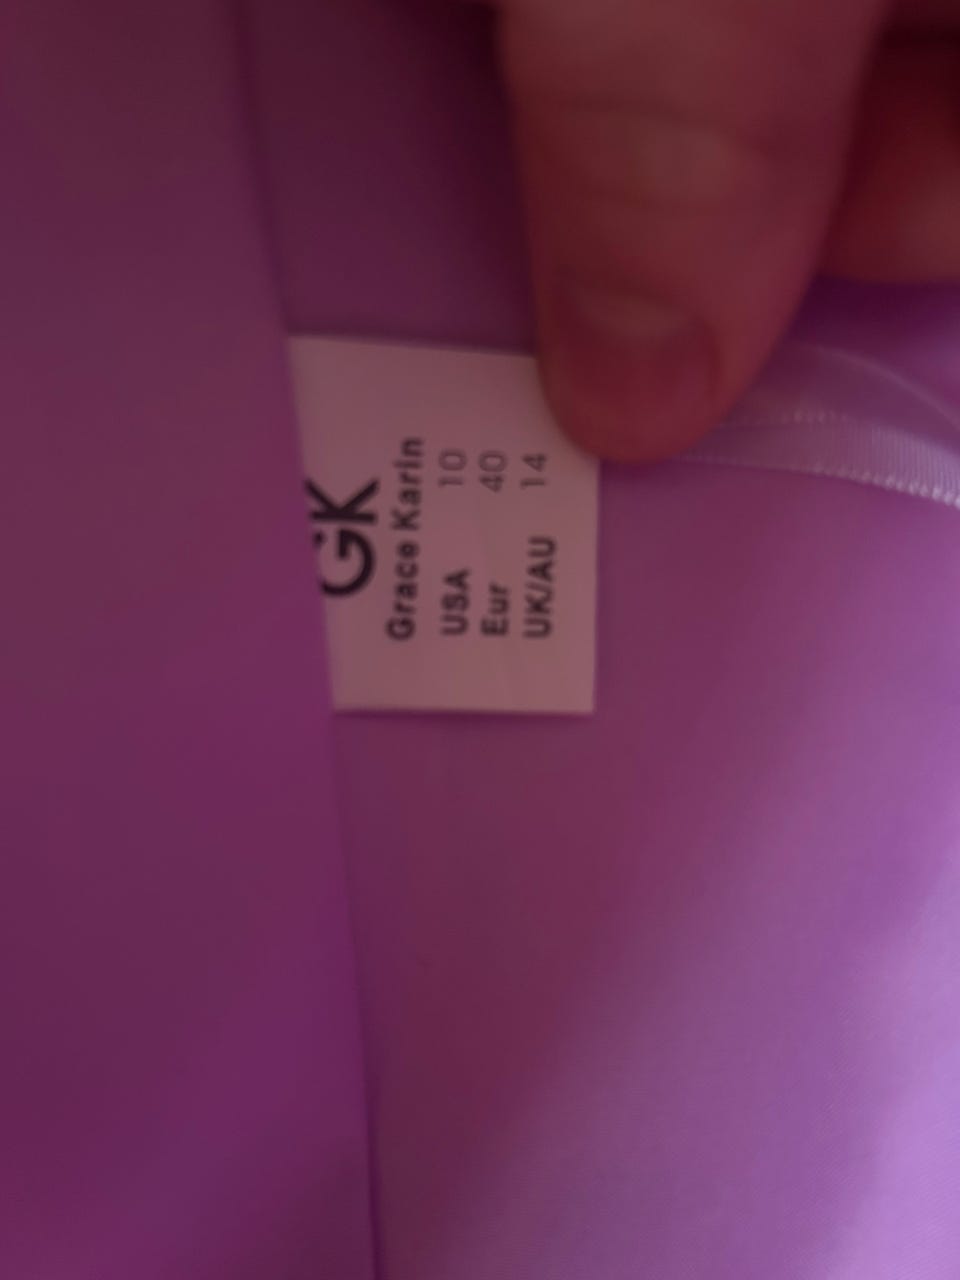 GK
Grace Karin
USA 10
Eur 40
UK/AU 14